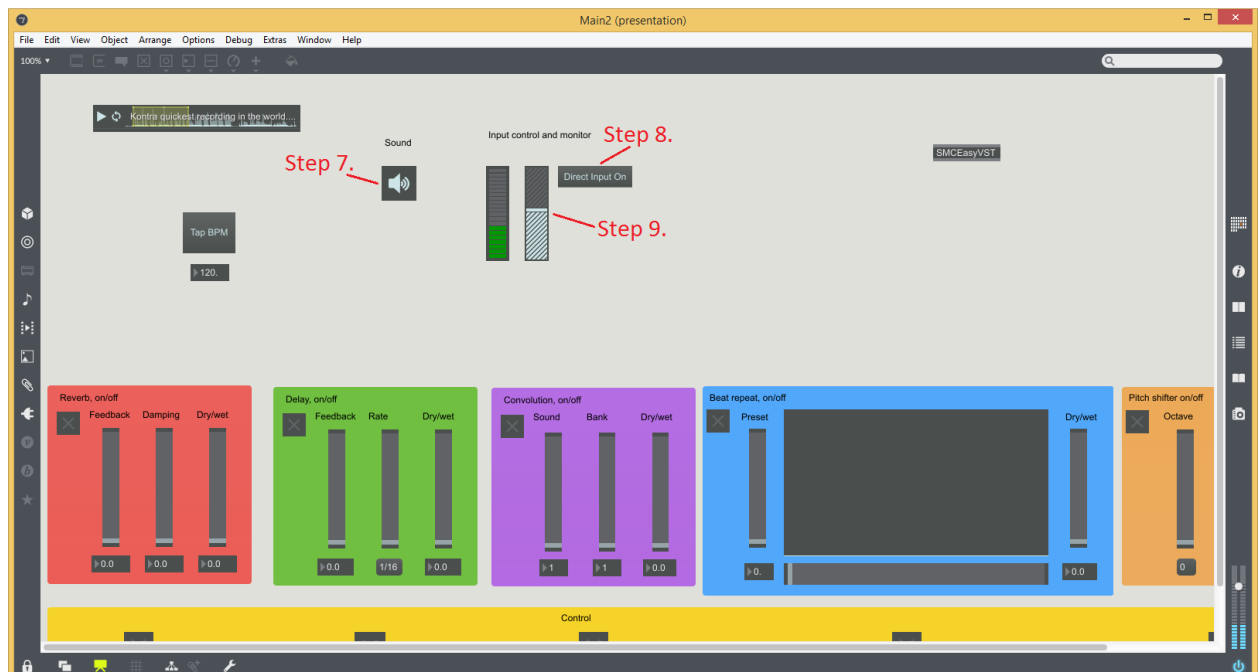 Main2 (presentation)
File Edit View Object Arrange Options Debug Extras Window Help
100%
Kontra quickest recording in the world....
Sound
Input control and monitor
Step 8.
Step 7.
Direct Input On
SMCEasyVST
Step 9.
Tap BPM
120.
Reverb, on/off
Feedback Damping Dry/wet
0.0 0.0 0.0
Delay, on/off
Feedback Rate Dry/wet
0.0 1/16 0.0
Convolution, on/off
Sound Bank Dry/wet
1 1 0.0
Beat repeat, on/off
Preset Dry/wet
0. 0.0
Pitch shifter on/off
Octave
0
Control